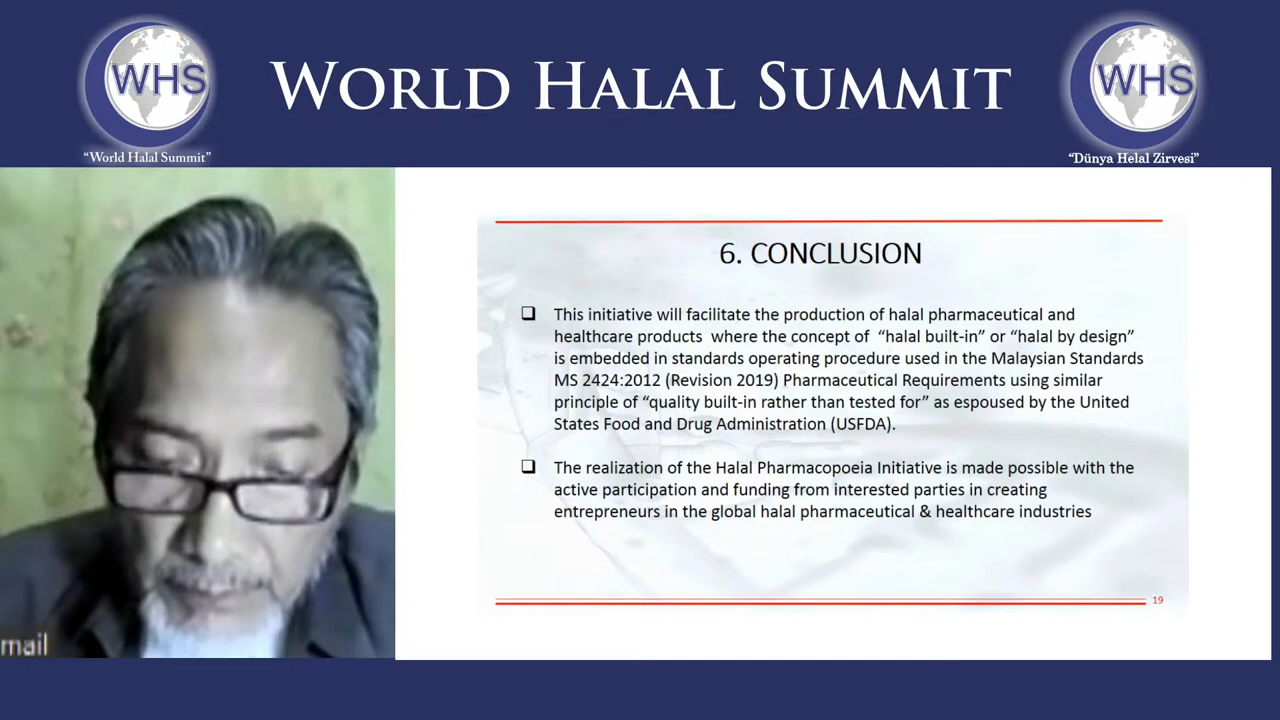 WHS
WORLD HALAL SUMMIT
WHS
“World Halal Summit”
“Dünya Helal Zirvesi”
6. CONCLUSION
This initiative will facilitate the production of halal pharmaceutical and
healthcare products where the concept of “halal built-in” or “halal by design”
is embedded in standards operating procedure used in the Malaysian Standards
MS 2424:2012 (Revision 2019) Pharmaceutical Requirements using similar
principle of “quality built-in rather than tested for” as espoused by the United
States Food and Drug Administration (USFDA).
The realization of the Halal Pharmacopoeia Initiative is made possible with the
active participation and funding from interested parties in creating
entrepreneurs in the global halal pharmaceutical & healthcare industries
19
mail